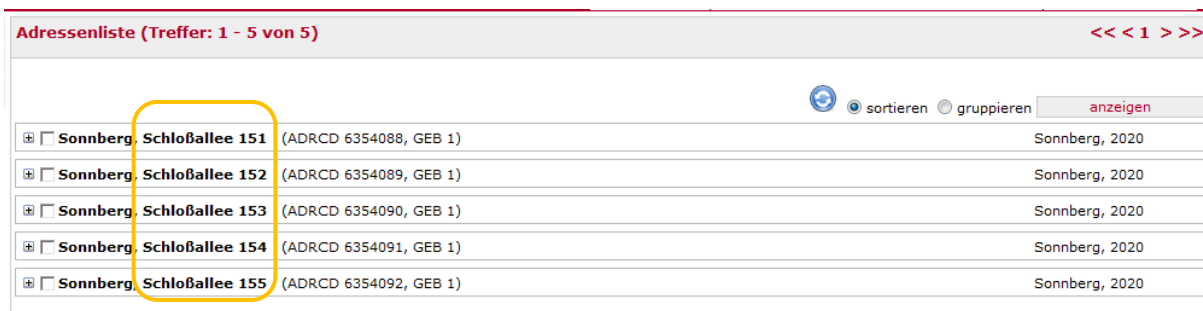 Adressenliste (Treffer: 1 - 5 von 5) << < 1 > >>
sortieren gruppieren anzeigen
Sonnberg, Schloßallee 151 (ADRCD 6354088, GEB 1) Sonnberg, 2020
Sonnberg, Schloßallee 152 (ADRCD 6354089, GEB 1) Sonnberg, 2020
Sonnberg, Schloßallee 153 (ADRCD 6354090, GEB 1) Sonnberg, 2020
Sonnberg, Schloßallee 154 (ADRCD 6354091, GEB 1) Sonnberg, 2020
Sonnberg, Schloßallee 155 (ADRCD 6354092, GEB 1) Sonnberg, 2020